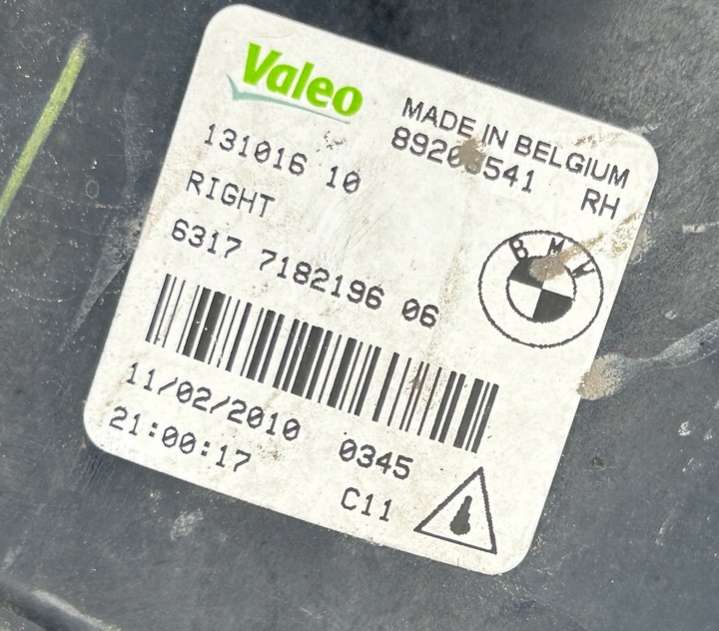 Valeo
MADE IN BELGIUM
131016 10
RH
RIGHT
6317 7182196 06
BMW
11/02/2010 0345
21:00:17
C11